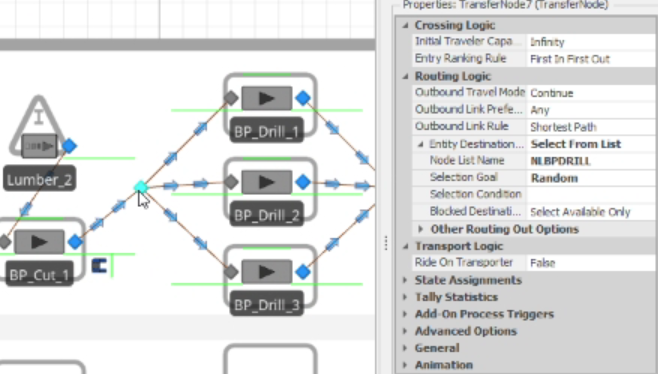 Properties: TransferNode7 (TransferNode)
Crossing Logic
Initial Traveler Capa... Infinity
Entry Ranking Rule First In First Out
Routing Logic
Outbound Travel Mode Continue
Outbound Link Prefe... Any
Outbound Link Rule Shortest Path
Entity Destination... Select From List
Node List Name NLBPDRILL
Selection Goal Random
Selection Condition
Blocked Destinati... Select Available Only
Other Routing Out Options
Transport Logic
Ride On Transporter False
State Assignments
Tally Statistics
Add-On Process Triggers
Advanced Options
General
Animation
BP_Drill_1
Lumber_2
BP_Drill_2
BP_Cut_1
BP_Drill_3